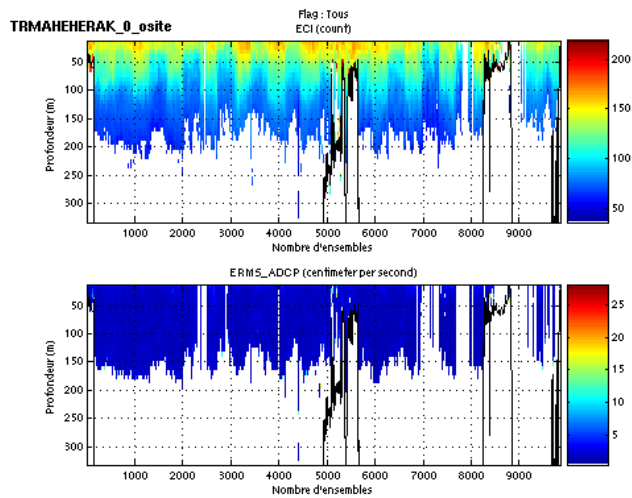 TRMAHEHERAK_0_osite
Flag : Tous
ECI (count)
Profondeur (m)
50
100
150
200
250
300
1000 2000 3000 4000 5000 6000 7000 8000 9000
Nombre d'ensembles
200
150
100
50
ERMS_ADCP (centimeter per second)
Profondeur (m)
50
100
150
200
250
300
1000 2000 3000 4000 5000 6000 7000 8000 9000
Nombre d'ensembles
25
20
15
10
5